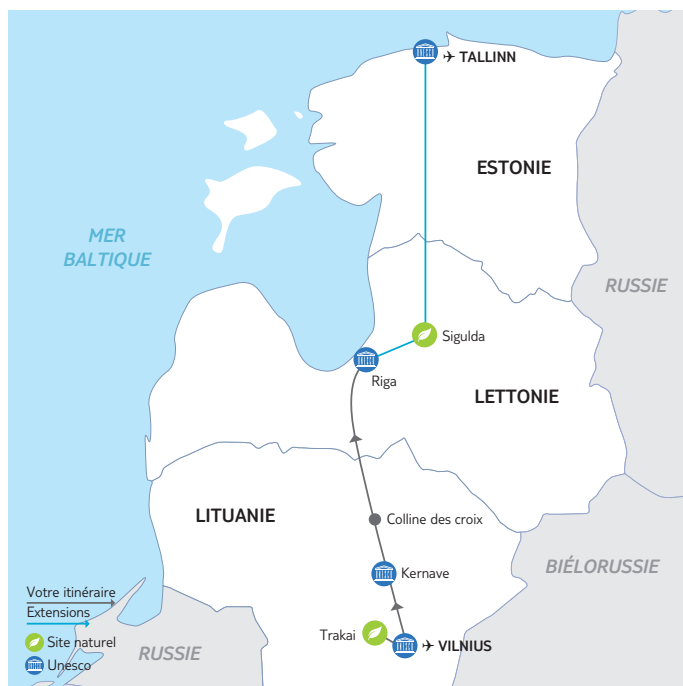 TALLINN
ESTONIE
MER
BALTIQUE
RUSSIE
Sigulda
Riga
LETTONIE
LITUANIE
Colline des croix
BIÉLORUSSIE
Kernave
Votre itinéraire
Extensions
Trakai
Site naturel
VILNIUS
RUSSIE
Unesco